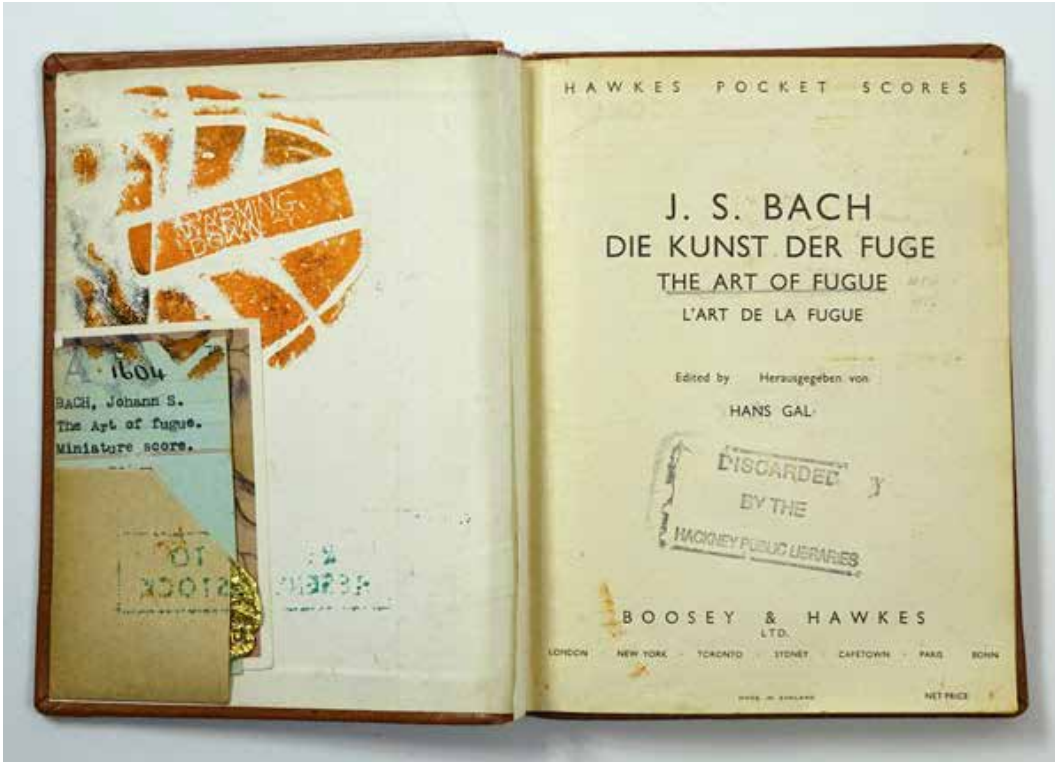 WARMING
DOWN
A 1604
BACH, Johann S.
The Art of fugue.
Miniature score.
TO
STOCK
HAWKES POCKET SCORES
J. S. BACH
DIE KUNST DER FUGE
THE ART OF FUGUE
L'ART DE LA FUGUE
Edited by Herausgegeben von
HANS GAL
DISCARDED
BY THE
HACKNEY PUBLIC LIBRARIES
BOOSEY & HAWKES
LTD.
LONDON · NEW YORK · TORONTO · SYDNEY · CAPETOWN · PARIS · BONN
MADE IN ENGLAND
NET PRICE